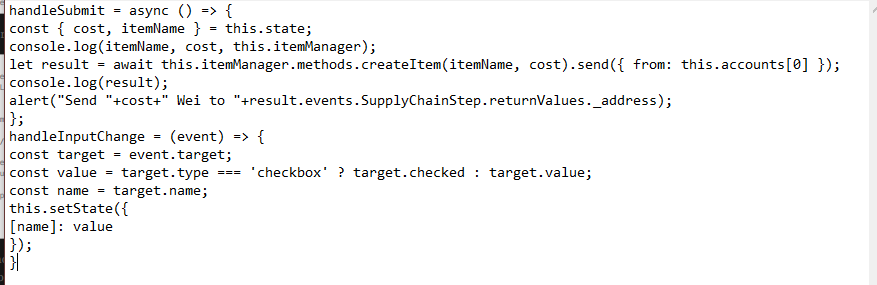 handleSubmit = async () => {
const { cost, itemName } = this.state;
console.log(itemName, cost, this.itemManager);
let result = await this.itemManager.methods.createItem(itemName, cost).send({ from: this.accounts[0] });
console.log(result);
alert("Send "+cost+" Wei to "+result.events.SupplyChainStep.returnValues._address);
};
handleInputChange = (event) => {
const target = event.target;
const value = target.type === 'checkbox' ? target.checked : target.value;
const name = target.name;
this.setState({
[name]: value
});
}